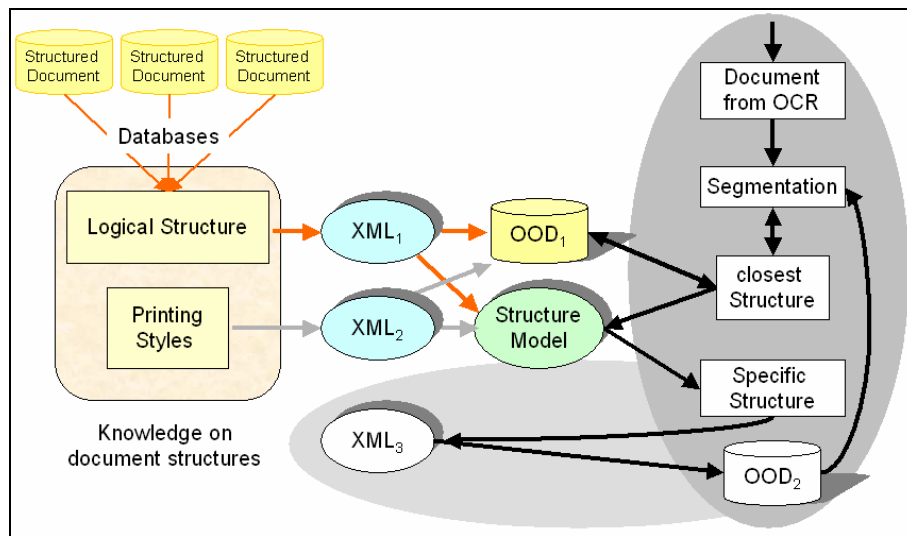 Structured
Document
Structured
Document
Structured
Document
Databases
Logical Structure
Printing
Styles
Knowledge on
document structures
XML₁
XML₂
OOD₁
Structure
Model
XML₃
Document
from OCR
Segmentation
closest
Structure
Specific
Structure
OOD₂